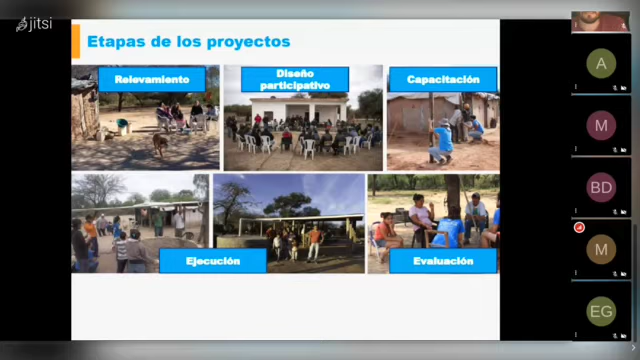 jitsi
Etapas de los proyectos
Relevamiento
Diseño
participativo
Capacitación
Ejecución
Evaluación
A
M
BD
M
EG